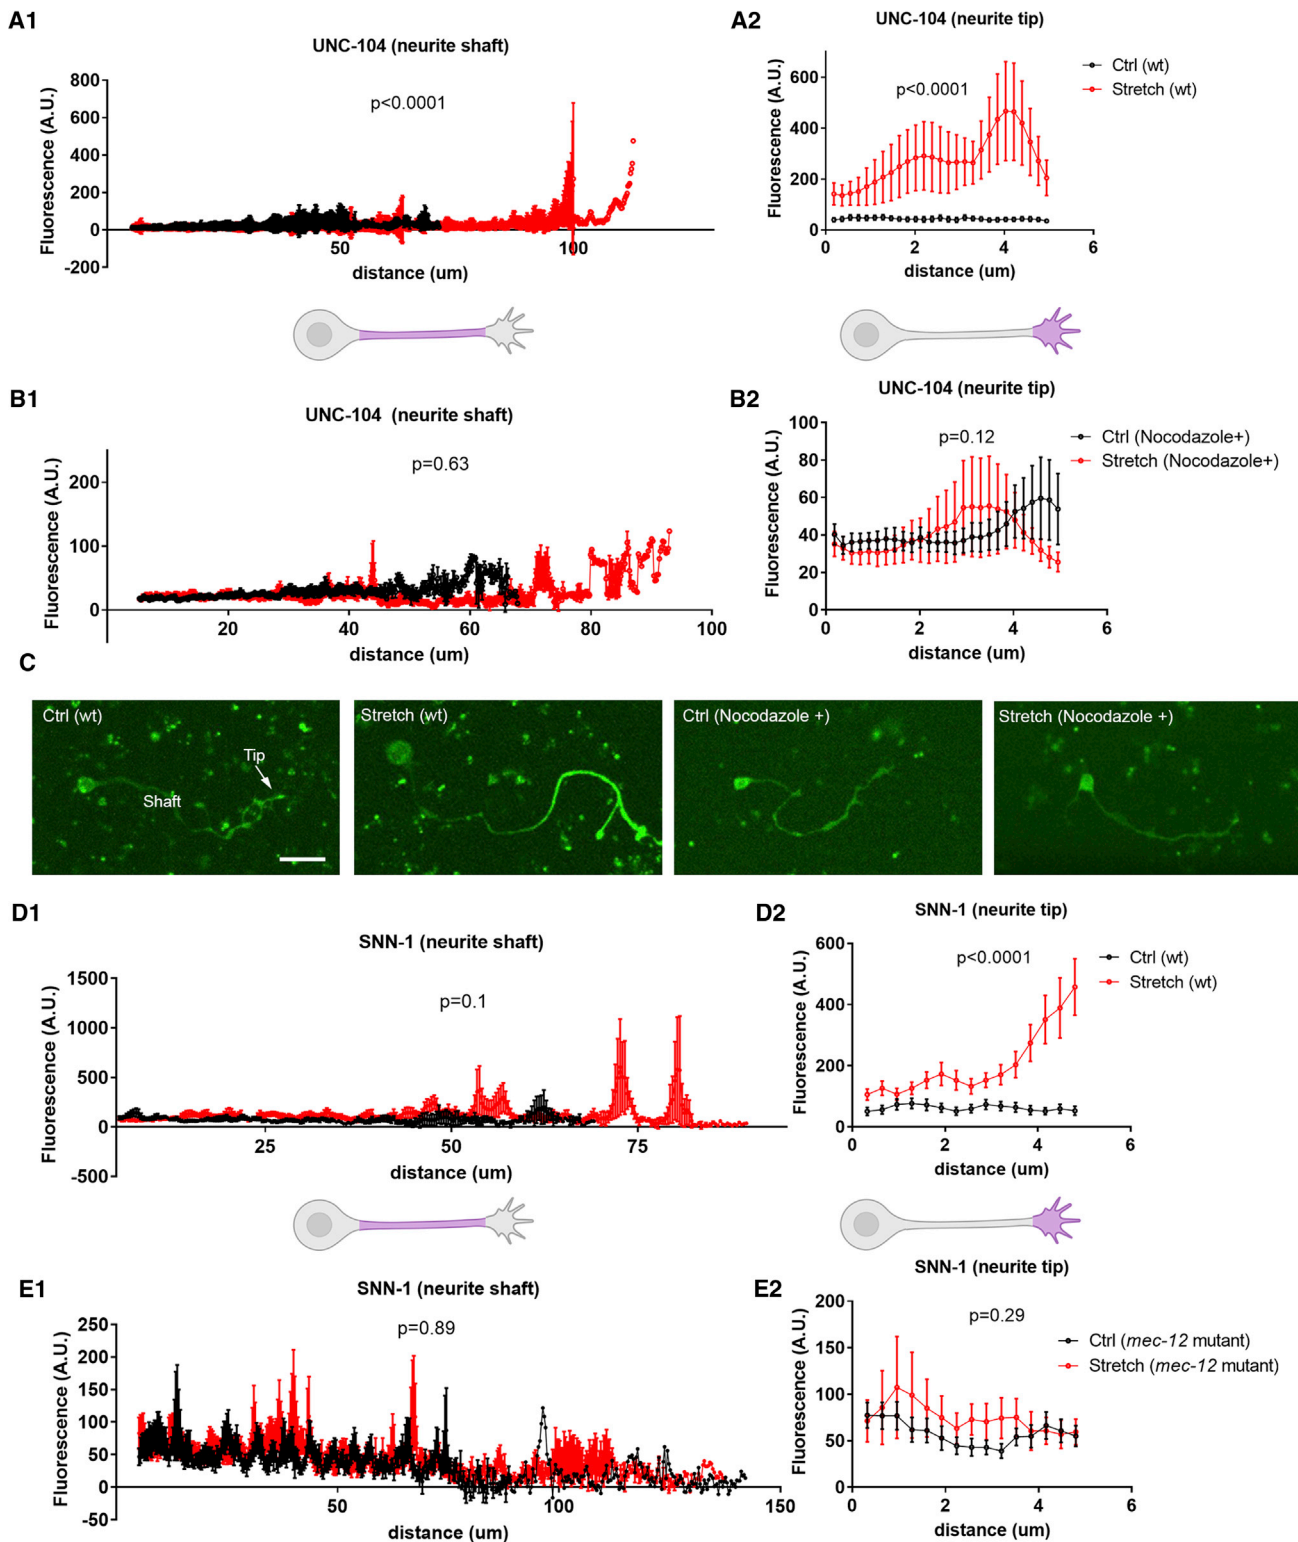 A1
UNC-104 (neurite shaft)
Fluorescence (A.U.)
800
600
400
200
0
-200
p<0.0001
50
100
distance (um)
A2
UNC-104 (neurite tip)
Fluorescence (A.U.)
600
400
200
0
p<0.0001
0
2
4
6
distance (um)
Ctrl (wt)
Stretch (wt)
B1
UNC-104 (neurite shaft)
Fluorescence (A.U.)
200
100
0
p=0.63
20
40
60
80
100
distance (um)
B2
UNC-104 (neurite tip)
Fluorescence (A.U.)
100
80
60
40
20
0
p=0.12
0
2
4
6
distance (um)
Ctrl (Nocodazole+)
Stretch (Nocodazole+)
C
Ctrl (wt)
Tip
Shaft
Stretch (wt)
Ctrl (Nocodazole +)
Stretch (Nocodazole +)
D1
SNN-1 (neurite shaft)
Fluorescence (A.U.)
1500
1000
500
0
-500
p=0.1
25
50
75
distance (um)
D2
SNN-1 (neurite tip)
Fluorescence (A.U.)
600
400
200
0
p<0.0001
0
2
4
6
distance (um)
Ctrl (wt)
Stretch (wt)
E1
SNN-1 (neurite shaft)
Fluorescence (A.U.)
250
200
150
100
50
0
-50
p=0.89
50
100
150
distance (um)
E2
SNN-1 (neurite tip)
Fluorescence (A.U.)
200
150
100
50
0
p=0.29
0
2
4
6
distance (um)
Ctrl (mec-12 mutant)
Stretch (mec-12 mutant)